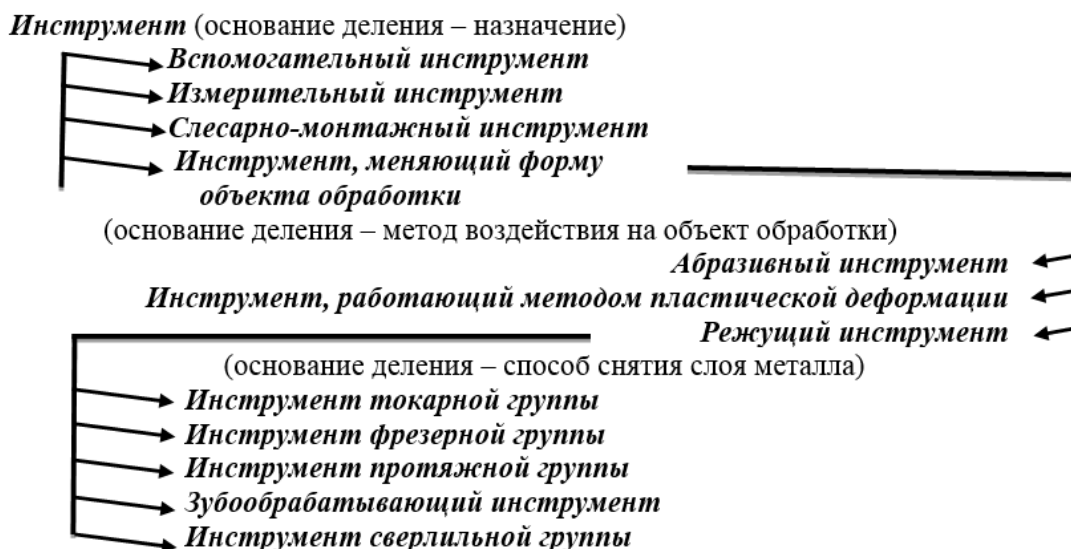 Инструмент (основание деления – назначение)
Вспомогательный инструмент
Измерительный инструмент
Слесарно-монтажный инструмент
Инструмент, меняющий форму
объекта обработки
(основание деления – метод воздействия на объект обработки)
Абразивный инструмент
Инструмент, работающий методом пластической деформации
Режущий инструмент
(основание деления – способ снятия слоя металла)
Инструмент токарной группы
Инструмент фрезерной группы
Инструмент протяжной группы
Зубообрабатывающий инструмент
Инструмент сверлильной группы